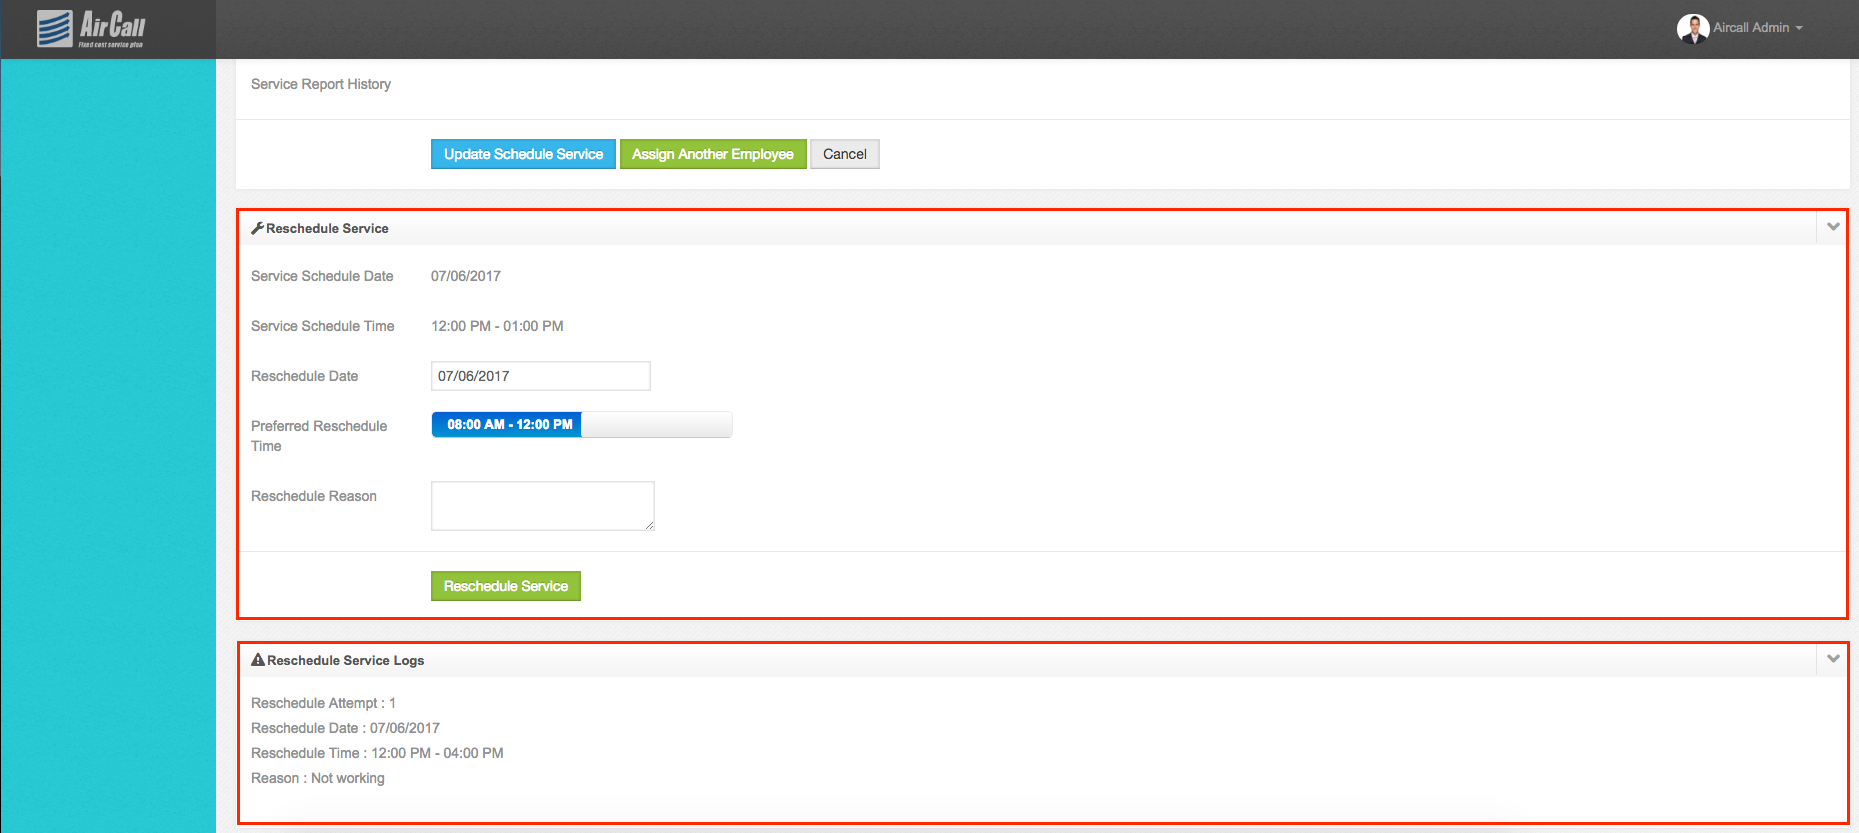 AirCall
Fixed cost service plan
Aircall Admin
Service Report History
Update Schedule Service
Assign Another Employee
Cancel
Reschedule Service
Service Schedule Date
07/06/2017
Service Schedule Time
12:00 PM - 01:00 PM
Reschedule Date
07/06/2017
Preferred Reschedule
Time
08:00 AM - 12:00 PM
Reschedule Reason
Reschedule Service
Reschedule Service Logs
Reschedule Attempt : 1
Reschedule Date : 07/06/2017
Reschedule Time : 12:00 PM - 04:00 PM
Reason : Not working